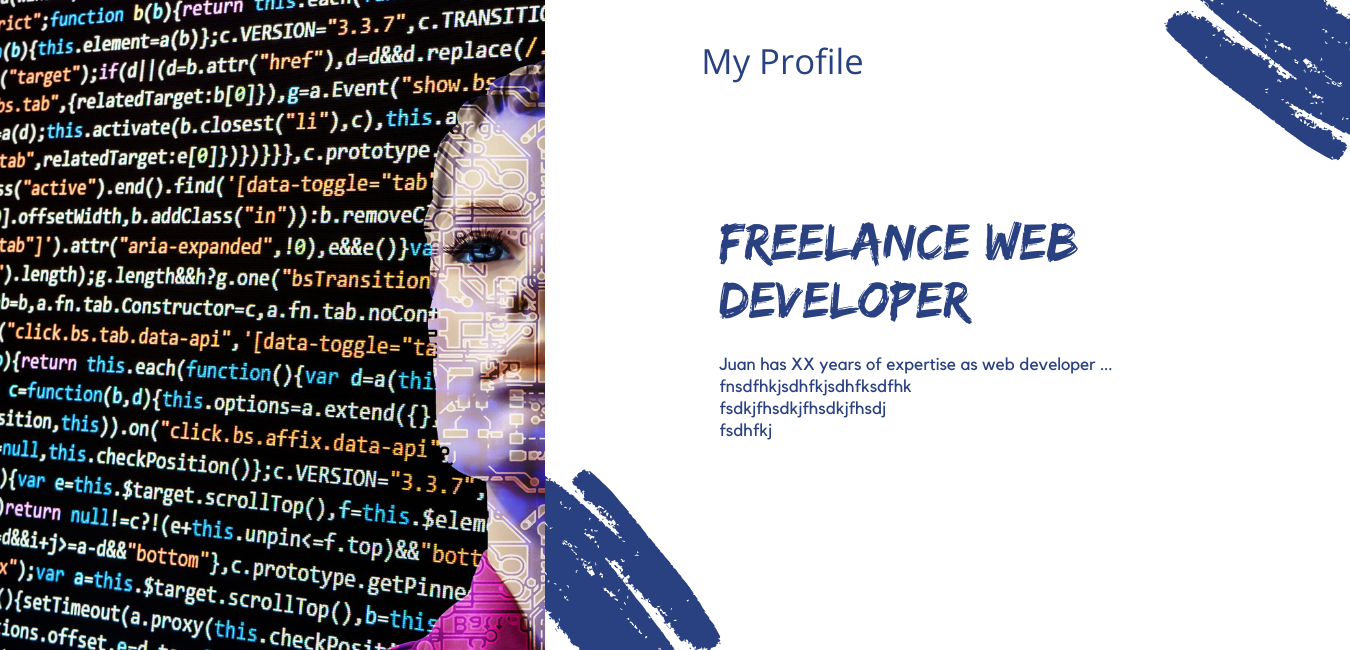 rict";function b(b){return this.each(
(b){this.element=a(b)};c.VERSION="3.3.7",c.TRANSITIO
("target");if(d||(d=b.attr("href"),d=d&&d.replace(/.
bs.tab",{relatedTarget:b[0]}),g=a.Event("show.bs
=a(d);this.activate(b.closest("li"),c),this.a
tab",relatedTarget:e[0]})})}}},c.prototype.
ss("active").end().find('[data-toggle="tab"
].offsetWidth,b.addClass("in")):b.removeC
tab"]').attr("aria-expanded",!0),e&&e()}va
").length);g.length&&h?g.one("bsTransition
=b,a.fn.tab.Constructor=c,a.fn.tab.noCon
("click.bs.tab.data-api",'[data-toggle="ta
){return this.each(function(){var d=a(thi
c=function(b,d){this.options=a.extend({}
sition,this)).on("click.bs.affix.data-api"
=null,this.checkPosition()};c.VERSION="3.3.7",
){var e=this.$target.scrollTop(),f=this.$elem
)return null!=c?!(e+this.unpin<=f.top)&&"bott
=d&&i+j>=a-d&&"bottom"},c.prototype.getPinne
x");var a=this.$target.scrollTop(),b=this
(){setTimeout(a.proxy(this.checkPosit
ions.offset,e=d
My Profile
FREELANCE WEB
DEVELOPER
Juan has XX years of expertise as web developer ...
fnsdfhkjsdhfkjsdhfksdfhk
fsdkjfhsdkjfhsdkjfhsdj
fsdhfkj